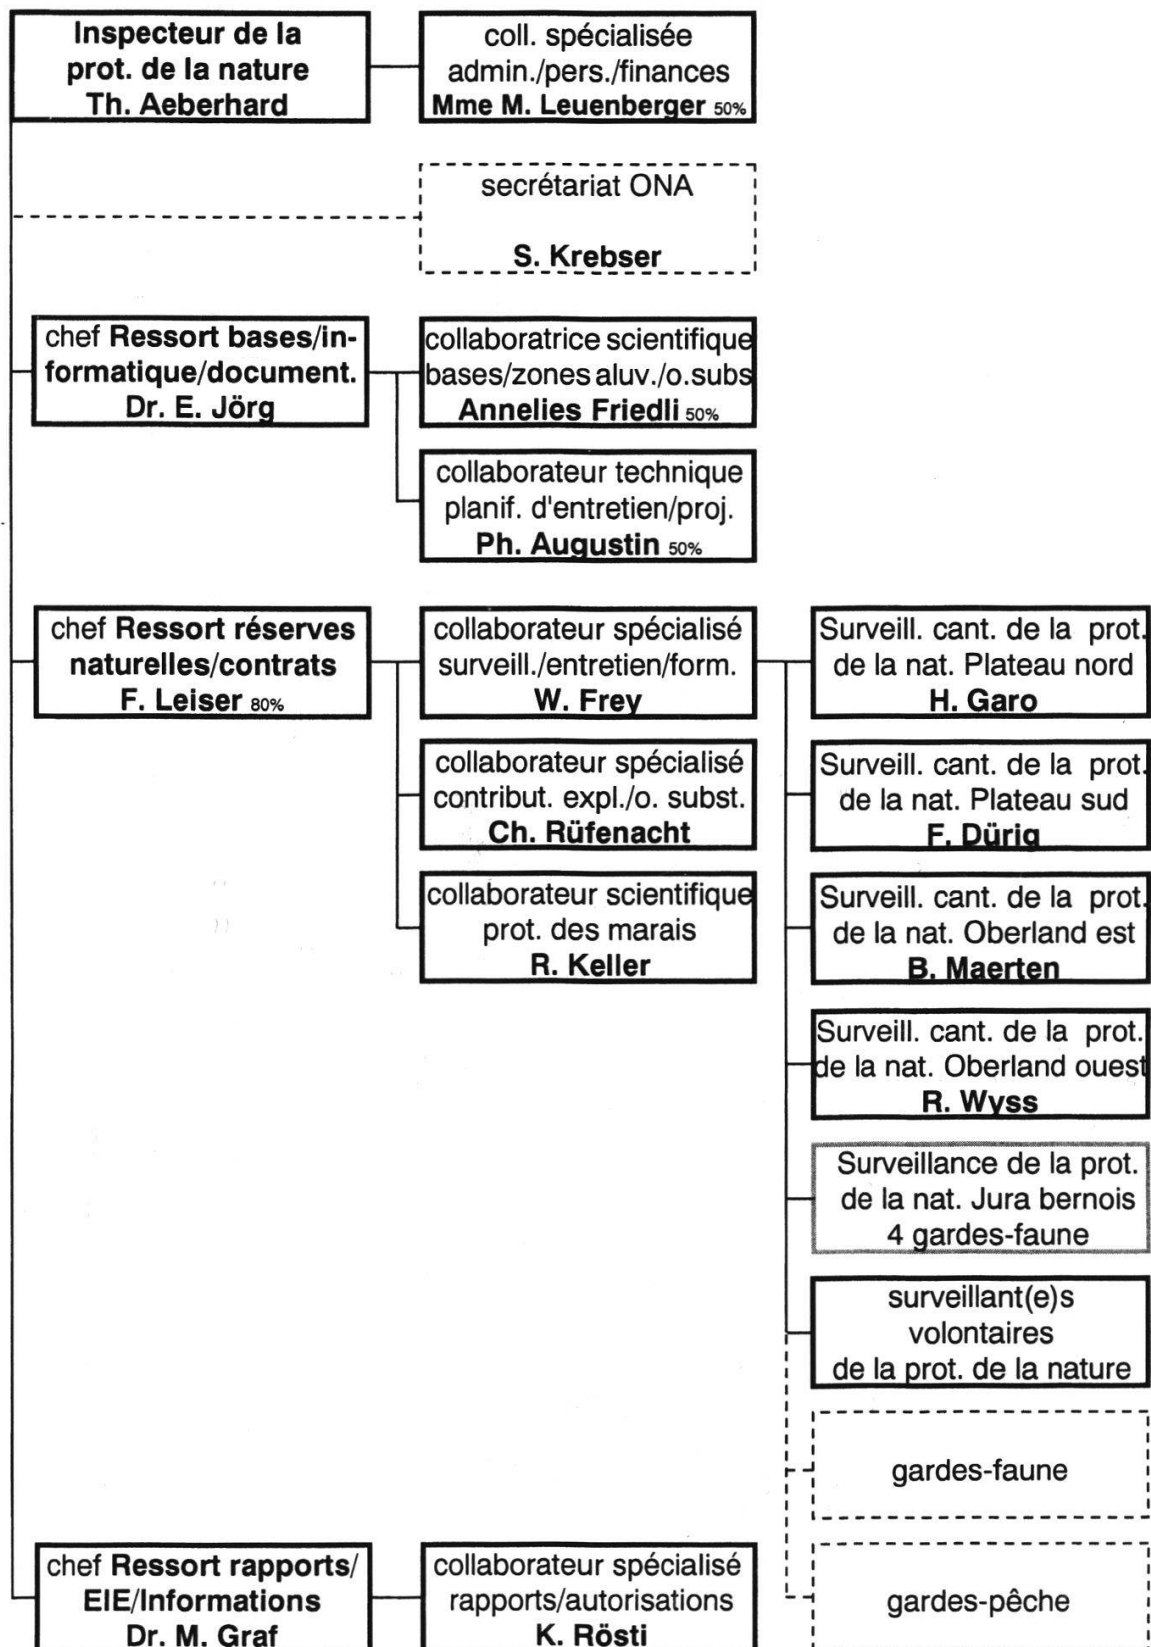 Inspecteur de la
prot. de la nature
Th. Aeberhard
coll. spécialisée
admin./pers./finances
Mme M. Leuenberger 50%
secrétariat ONA
S. Krebser
chef Ressort bases/in-
formatique/document.
Dr. E. Jörg
collaboratrice scientifique
bases/zones aluv./o.subs
Annelies Friedli 50%
collaborateur technique
planif. d'entretien/proj.
Ph. Augustin 50%
chef Ressort réserves
naturelles/contrats
F. Leiser 80%
collaborateur spécialisé
surveill./entretien/form.
W. Frey
Surveill. cant. de la prot.
de la nat. Plateau nord
H. Garo
collaborateur spécialisé
contribut. expl./o. subst.
Ch. Rüfenacht
Surveill. cant. de la prot.
de la nat. Plateau sud
F. Dürig
collaborateur scientifique
prot. des marais
R. Keller
Surveill. cant. de la prot.
de la nat. Oberland est
B. Maerten
Surveill. cant. de la prot.
de la nat. Oberland ouest
R. Wyss
Surveillance de la prot.
de la nat. Jura bernois
4 gardes-faune
surveillant(e)s
volontaires
de la prot. de la nature
gardes-faune
chef Ressort rapports/
EIE/Informations
Dr. M. Graf
collaborateur spécialisé
rapports/autorisations
K. Rösti
gardes-pêche